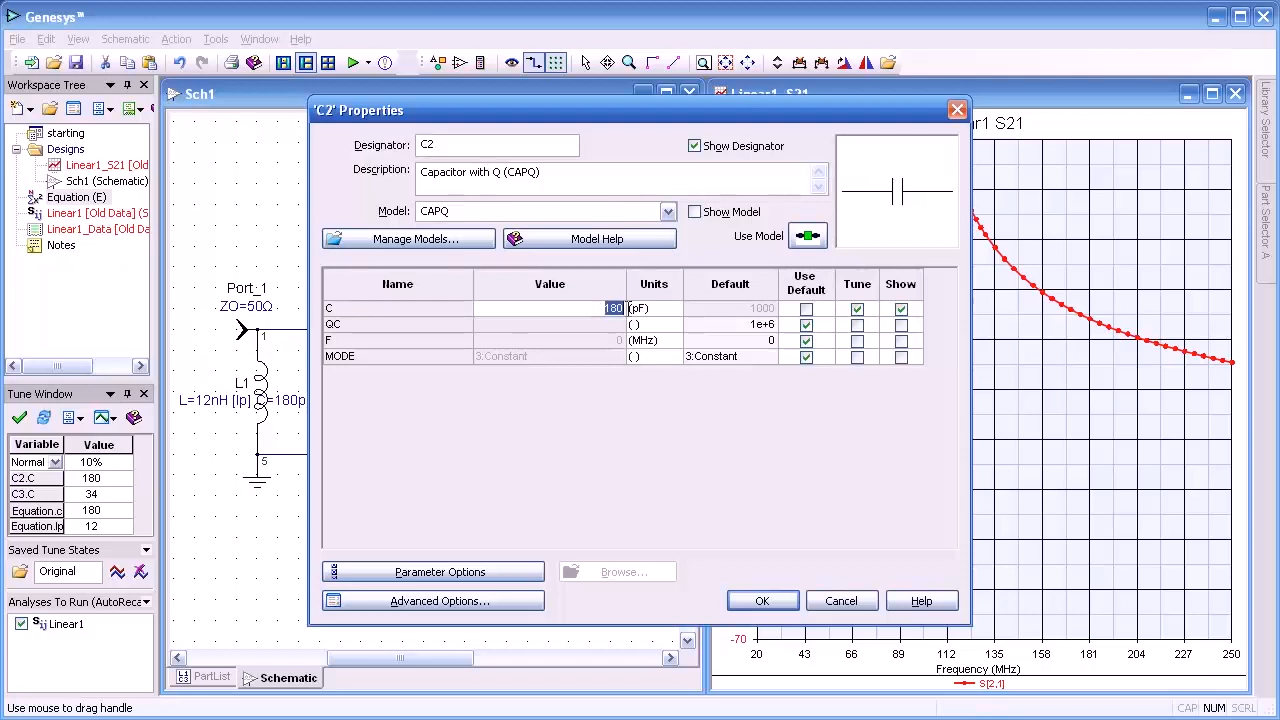 Genesys™
File Edit View Schematic Action Tools Window Help
Workspace Tree
starting
Designs
Linear1_S21 [Old
Sch1 (Schematic)
Equation (E)
Linear1 [Old Data] (S
Linear1_Data [Old Da
Notes
Tune Window
Variable Value
Normal 10%
C2.C 180
C3.C 34
Equation.c 180
Equation.lp 12
Saved Tune States
Original
Analyses To Run (AutoReca
Linear1
Sch1
Port_1
ZO=50Ω
1
L1
L=12nH [lp] =180p
5
PartList Schematic
'C2' Properties
Designator: C2
Show Designator
Description: Capacitor with Q (CAPQ)
Model: CAPQ
Show Model
Manage Models... Model Help
Use Model
Name Value Units Default Use Default Tune Show
C 180 (pF) 1000
QC ( ) 1e+6
F 0 (MHz) 0
MODE Constant ( ) 3:Constant
Parameter Options
Browse...
Advanced Options...
OK Cancel Help
Linear1_S21
ar1 S21
-70
20 43 66 89 112 135 158 181 204 227 250
Frequency (MHz)
S[2,1]
Library Selector
Part Selector A
Use mouse to drag handle
CAP NUM SCRL